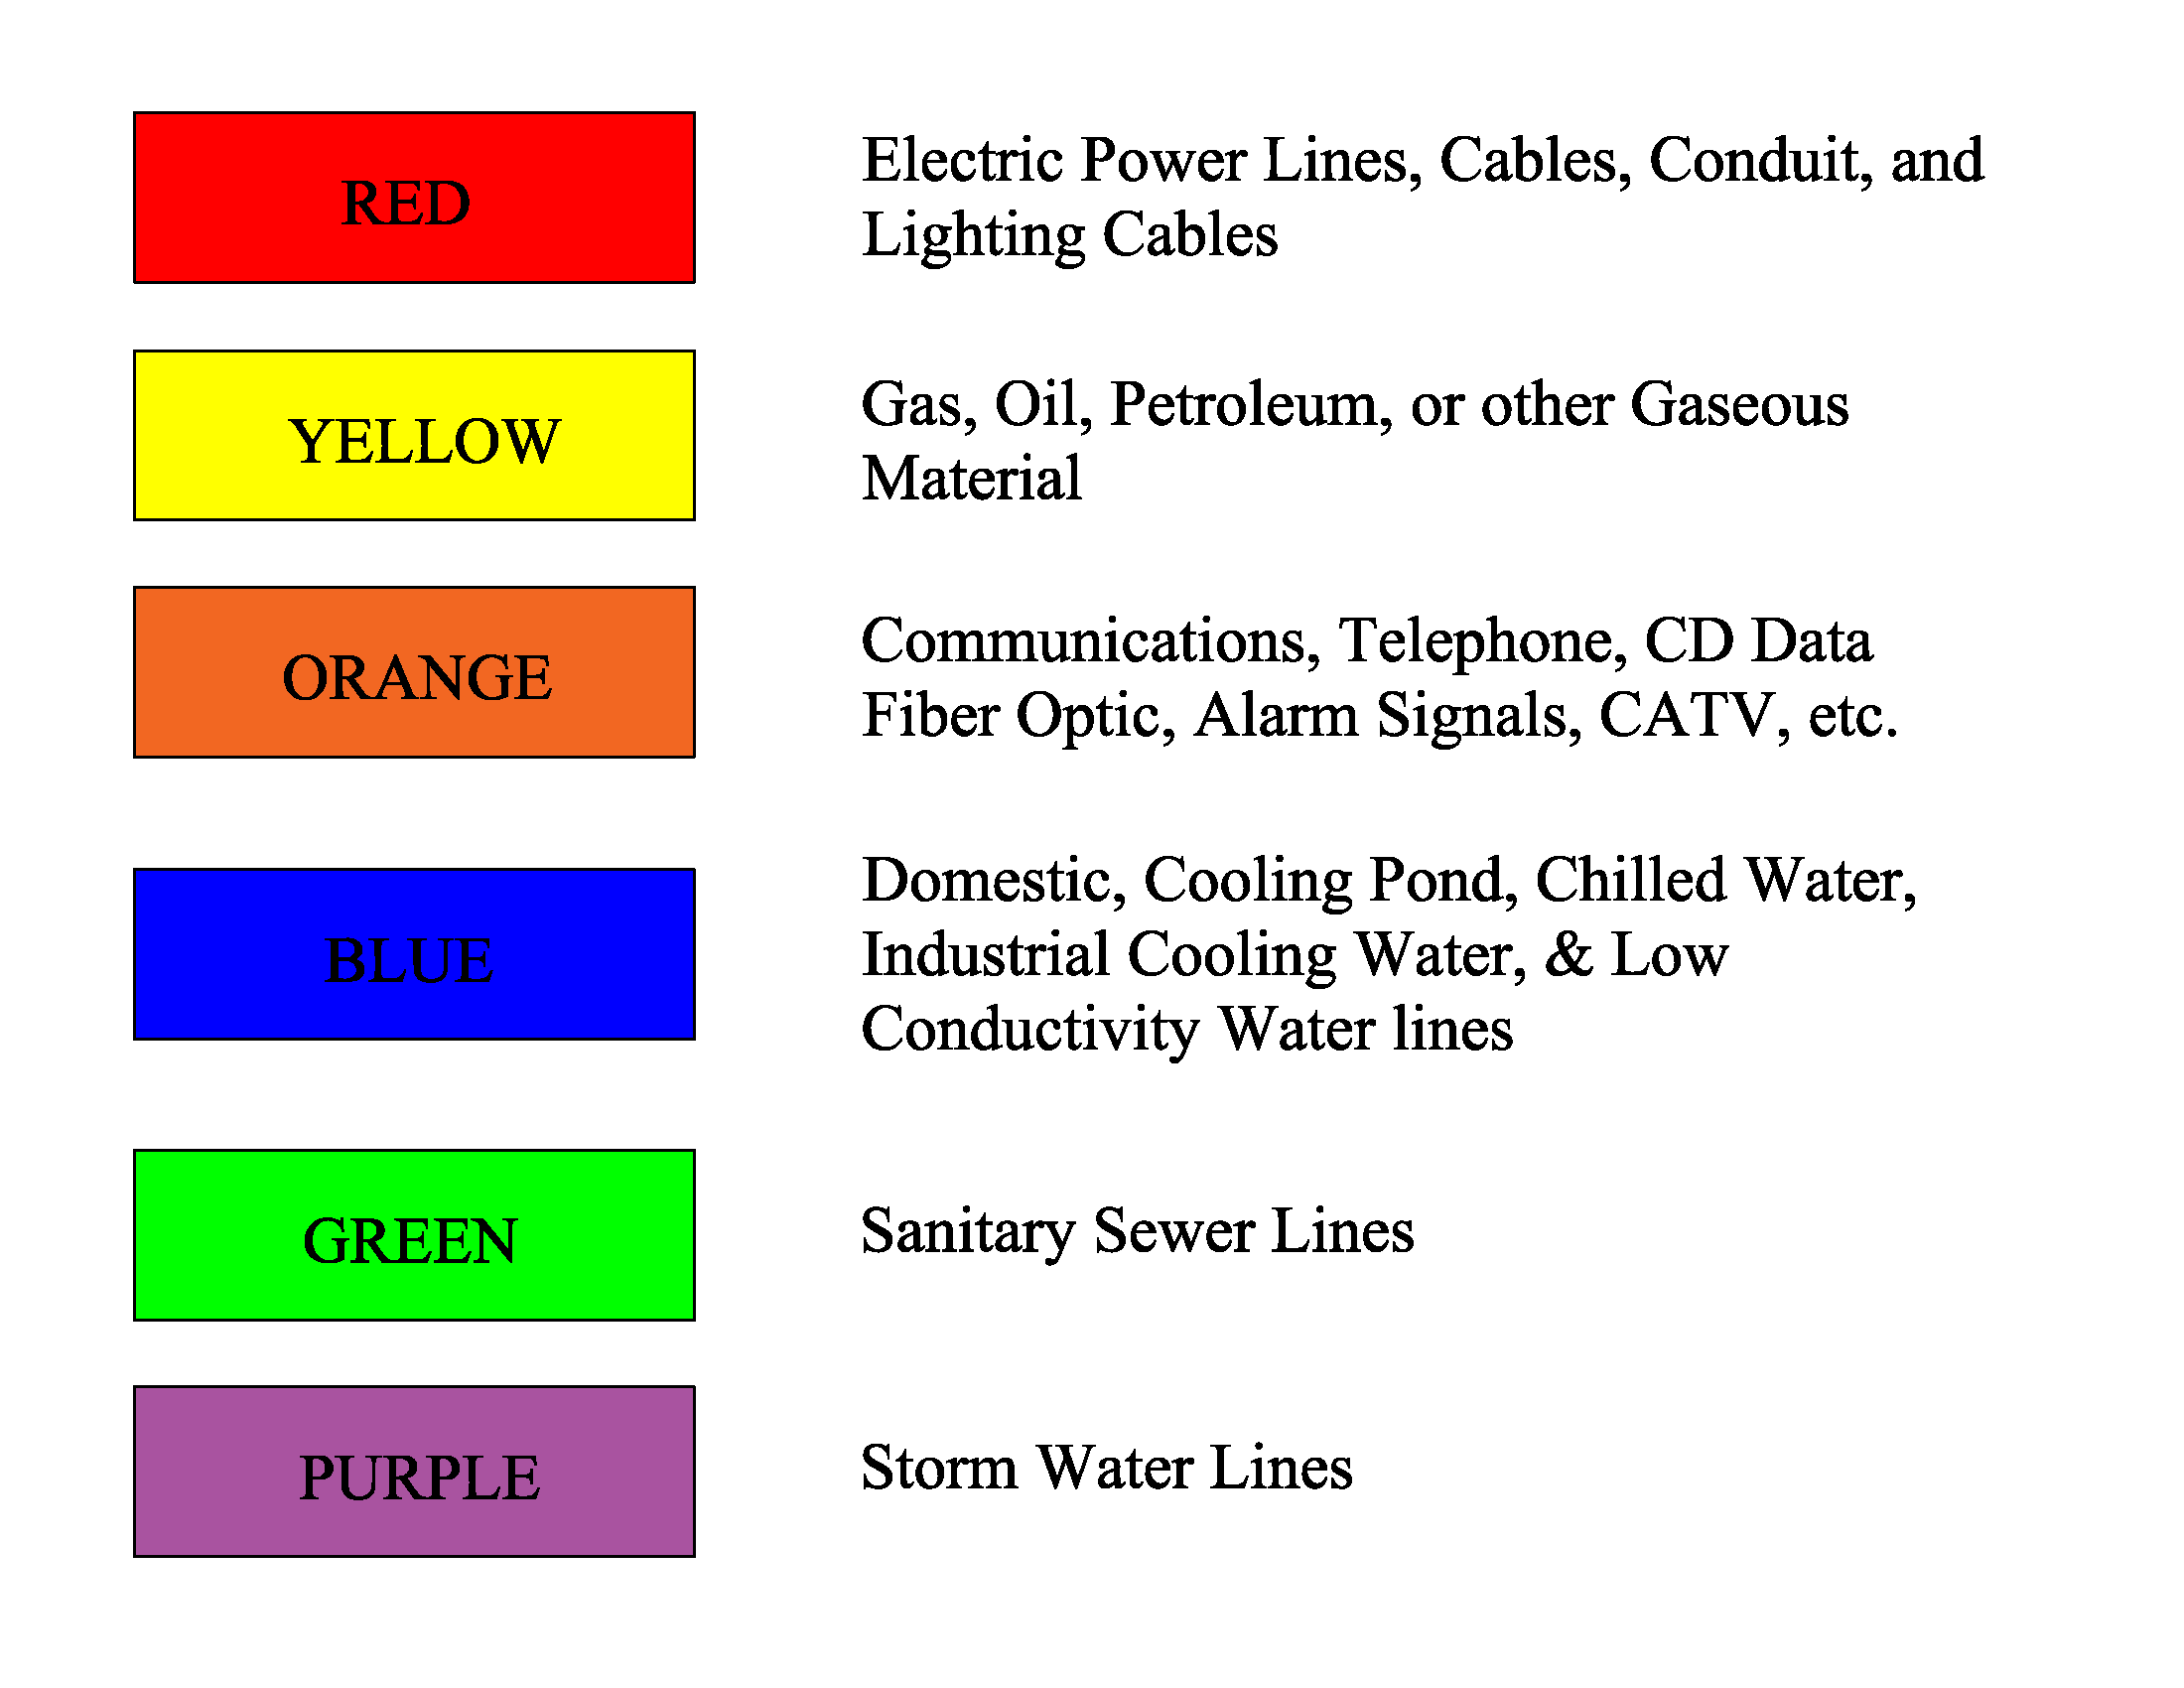 RED
Electric Power Lines, Cables, Conduit, and
Lighting Cables
YELLOW
Gas, Oil, Petroleum, or other Gaseous
Material
ORANGE
Communications, Telephone, CD Data
Fiber Optic, Alarm Signals, CATV, etc.
BLUE
Domestic, Cooling Pond, Chilled Water,
Industrial Cooling Water, & Low
Conductivity Water lines
GREEN
Sanitary Sewer Lines
PURPLE
Storm Water Lines